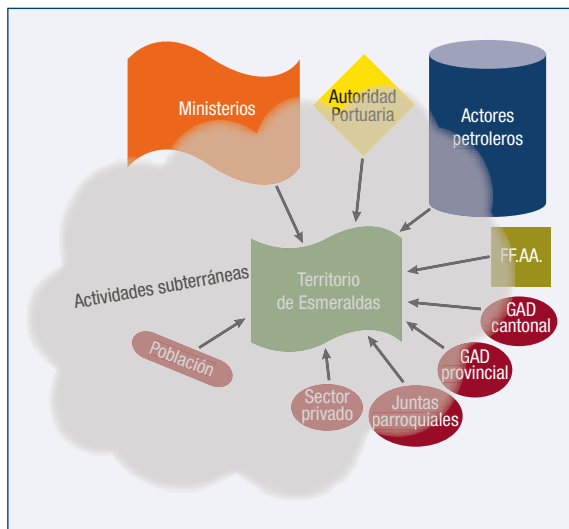 Ministerios
Autoridad
Portuaria
Actores
petroleros
FF.AA.
Actividades subterráneas
Territorio
de Esmeraldas
GAD
cantonal
Población
GAD
provincial
Sector
privado
Juntas
parroquiales